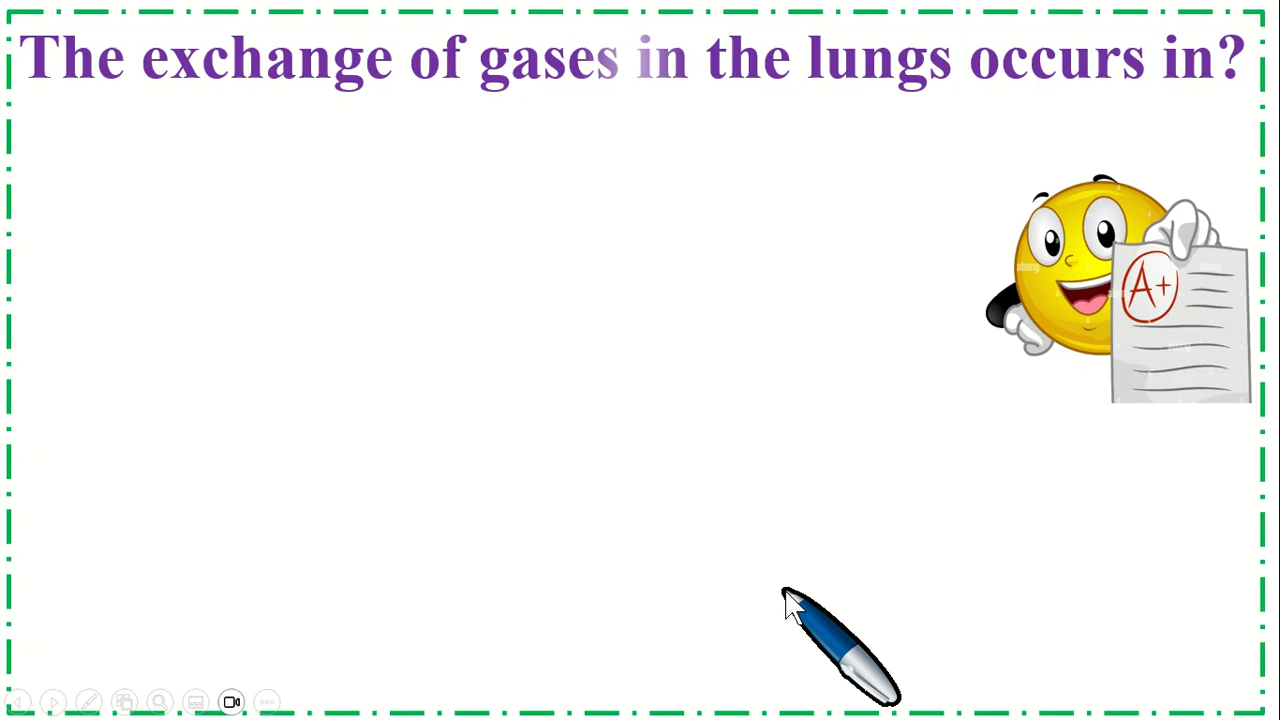 The exchange of gases in the lungs occurs in?
A+